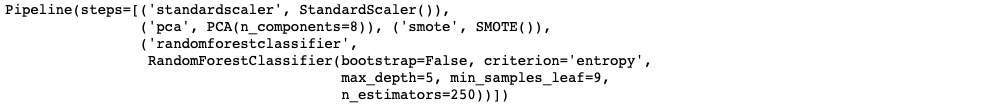 Pipeline(steps=[('standardscaler', StandardScaler()),
('pca', PCA(n_components=8)), ('smote', SMOTE()),
('randomforestclassifier',
RandomForestClassifier(bootstrap=False, criterion='entropy',
max_depth=5, min_samples_leaf=9,
n_estimators=250))])